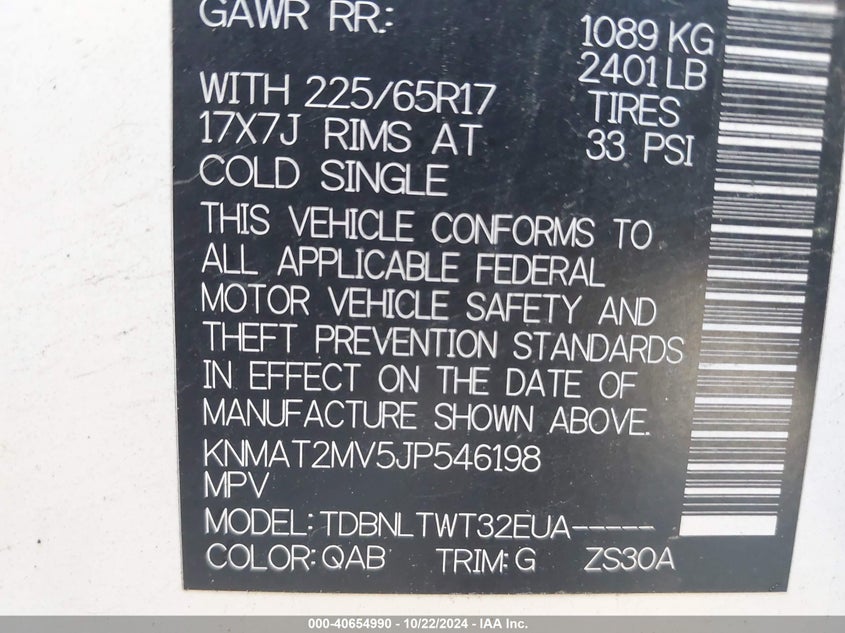 GAWR RR.: 1089 KG
2401 LB
WITH 225/65R17 TIRES
17X7J RIMS AT 33 PSI
COLD SINGLE
THIS VEHICLE CONFORMS TO
ALL APPLICABLE FEDERAL
MOTOR VEHICLE SAFETY AND
THEFT PREVENTION STANDARDS
IN EFFECT ON THE DATE OF
MANUFACTURE SHOWN ABOVE.
KNMAT2MV5JP546198
MPV
MODEL:TDBNLTWT32EUA-----
COLOR:QAB TRIM:G ZS30A
000-40654990 - 10/22/2024 - IAA Inc.